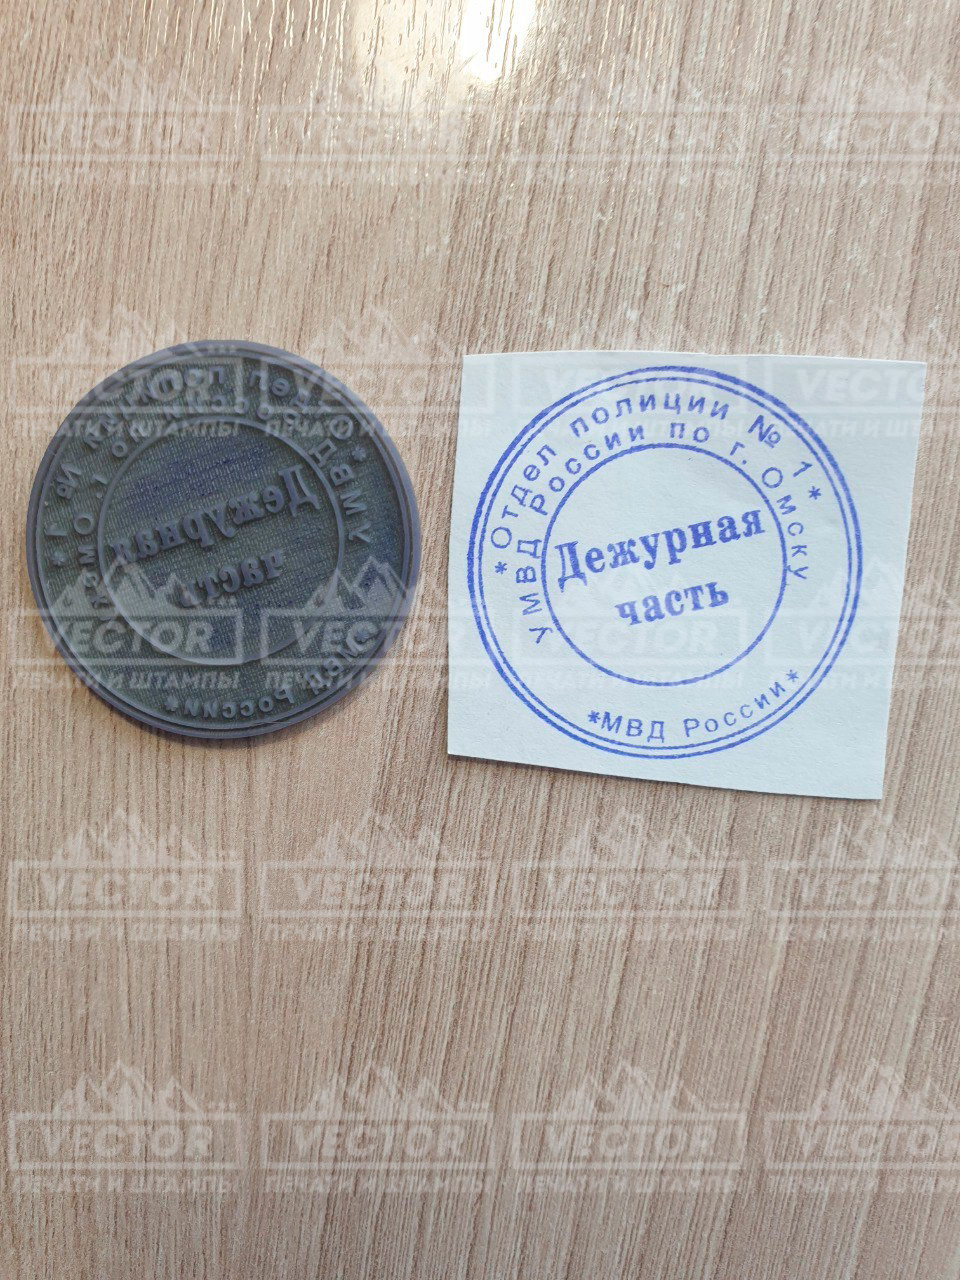 *Отдел полиции № 1*
УМВД России по г. Омску
Дежурная
часть
*МВД России*
VECTOR
ПЕЧАТИ И ШТАМПЫ